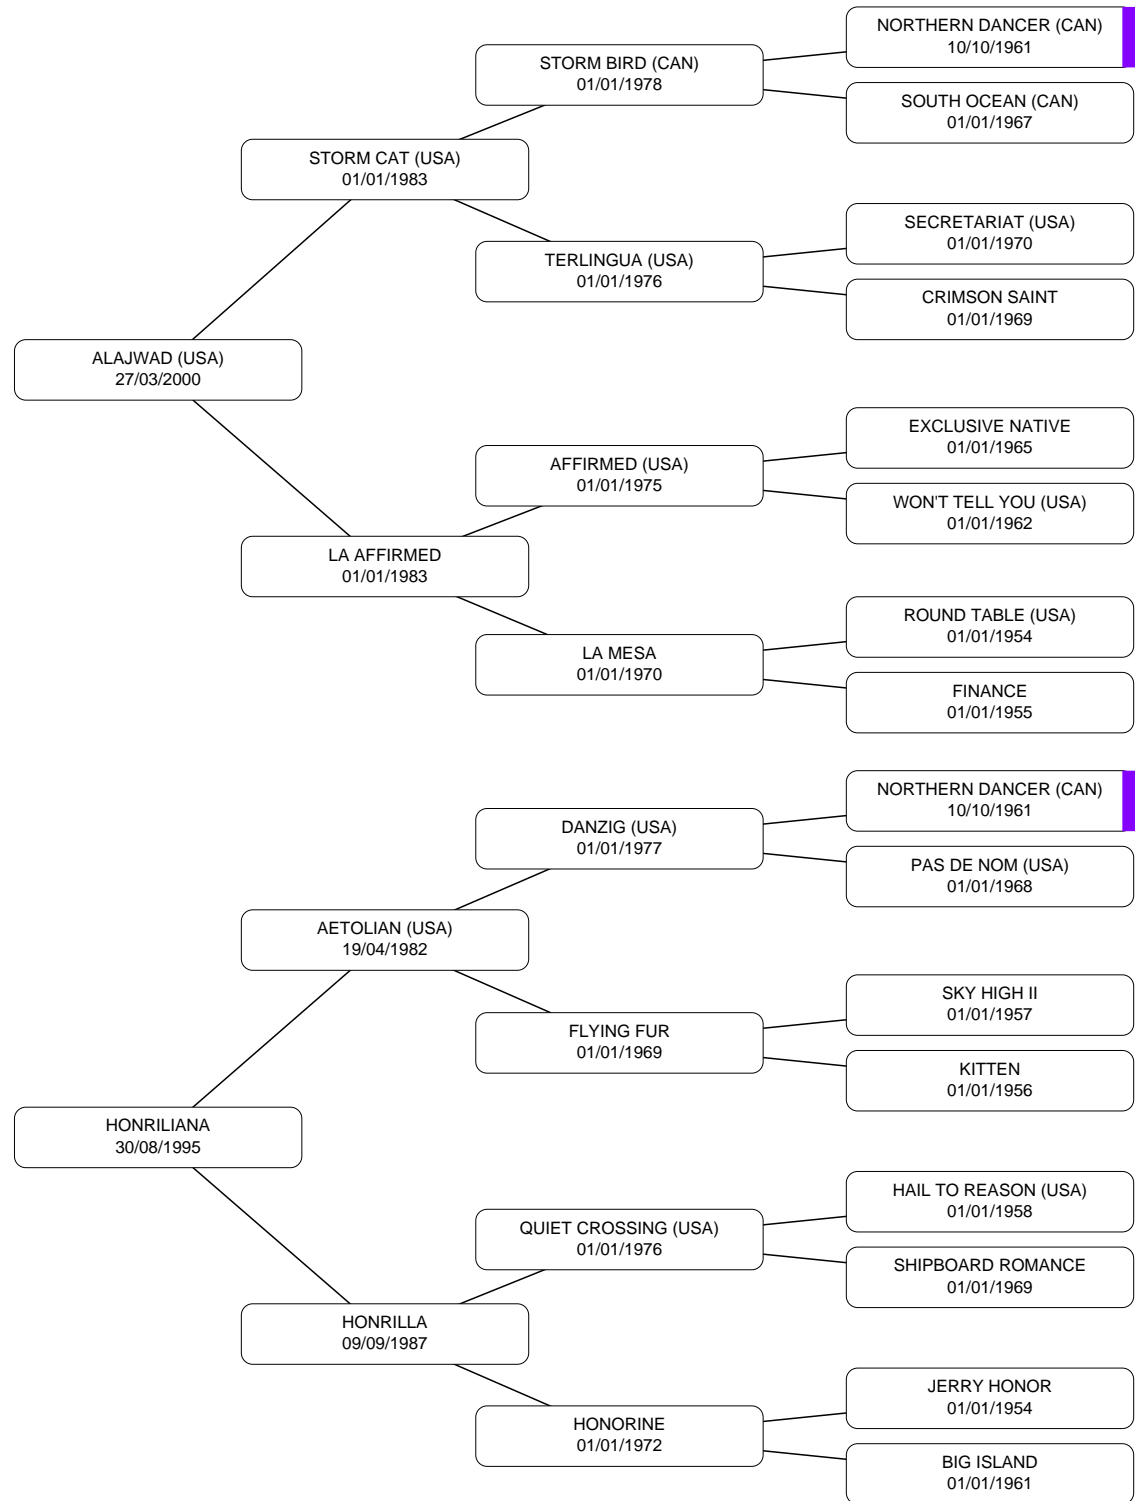 NORTHERN DANCER (CAN)
10/10/1961
STORM BIRD (CAN)
01/01/1978
SOUTH OCEAN (CAN)
01/01/1967
STORM CAT (USA)
01/01/1983
SECRETARIAT (USA)
01/01/1970
TERLINGUA (USA)
01/01/1976
CRIMSON SAINT
01/01/1969
ALAJWAD (USA)
27/03/2000
EXCLUSIVE NATIVE
01/01/1965
AFFIRMED (USA)
01/01/1975
WON'T TELL YOU (USA)
01/01/1962
LA AFFIRMED
01/01/1983
ROUND TABLE (USA)
01/01/1954
LA MESA
01/01/1970
FINANCE
01/01/1955
NORTHERN DANCER (CAN)
10/10/1961
DANZIG (USA)
01/01/1977
PAS DE NOM (USA)
01/01/1968
AETOLIAN (USA)
19/04/1982
SKY HIGH II
01/01/1957
FLYING FUR
01/01/1969
KITTEN
01/01/1956
HONRILIANA
30/08/1995
HAIL TO REASON (USA)
01/01/1958
QUIET CROSSING (USA)
01/01/1976
SHIPBOARD ROMANCE
01/01/1969
HONRILLA
09/09/1987
JERRY HONOR
01/01/1954
HONORINE
01/01/1972
BIG ISLAND
01/01/1961